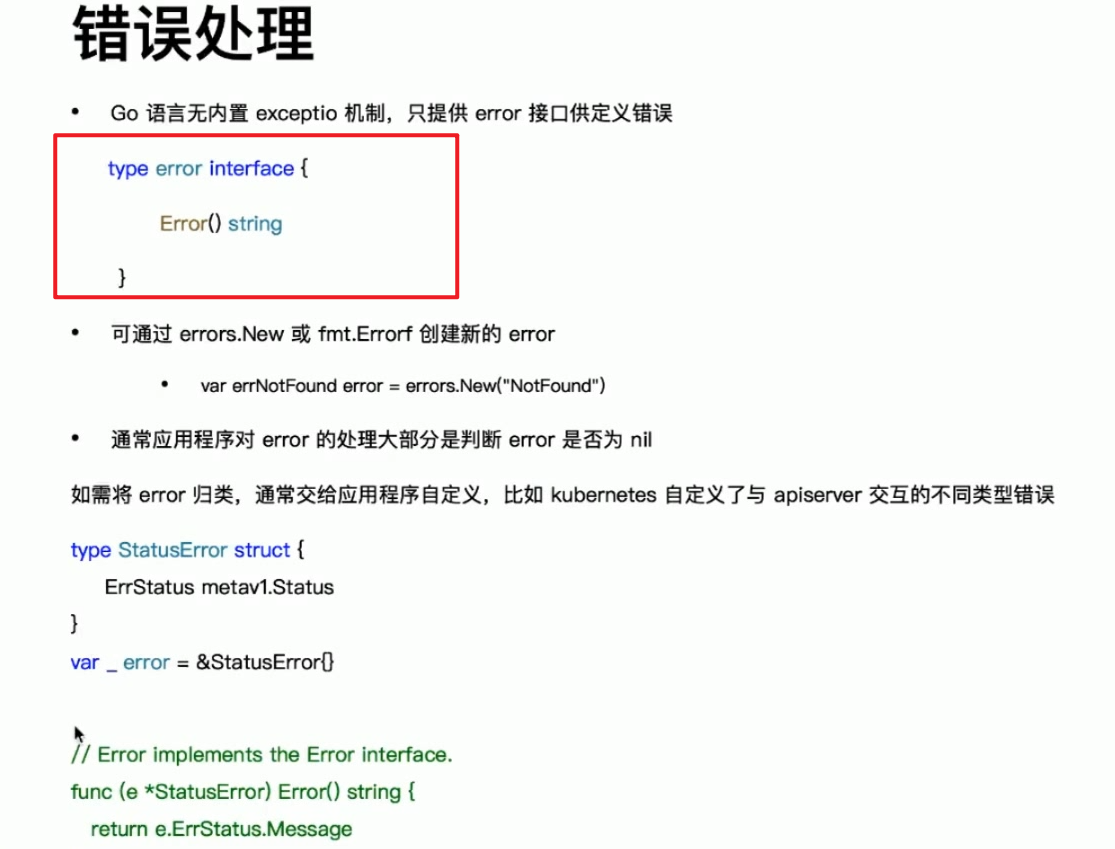 错误处理
• Go 语言无内置 exceptio 机制，只提供 error 接口供定义错误
type error interface {
Error() string
}
• 可通过 errors.New 或 fmt.Errorf 创建新的 error
• var errNotFound error = errors.New("NotFound")
• 通常应用程序对 error 的处理大部分是判断 error 是否为 nil
如需将 error 归类，通常交给应用程序自定义，比如 kubernetes 自定义了与 apiserver 交互的不同类型错误
type StatusError struct {
ErrStatus metav1.Status
}
var _ error = &StatusError{}
// Error implements the Error interface.
func (e *StatusError) Error() string {
return e.ErrStatus.Message